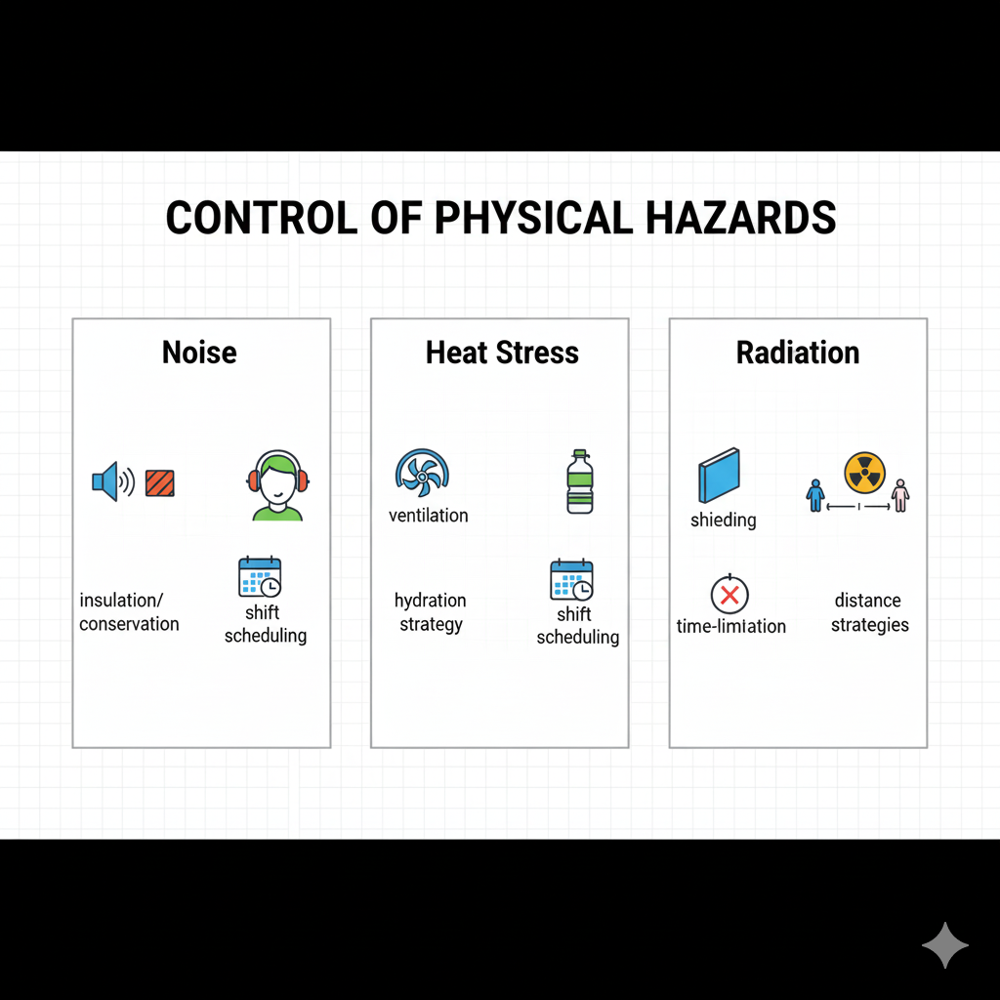 CONTROL OF PHYSICAL HAZARDS
Noise
insulation/
conservation
shift
scheduling
Heat Stress
ventilation
hydration
strategy
shift
scheduling
Radiation
shieding
time-limiation
distance
strategies